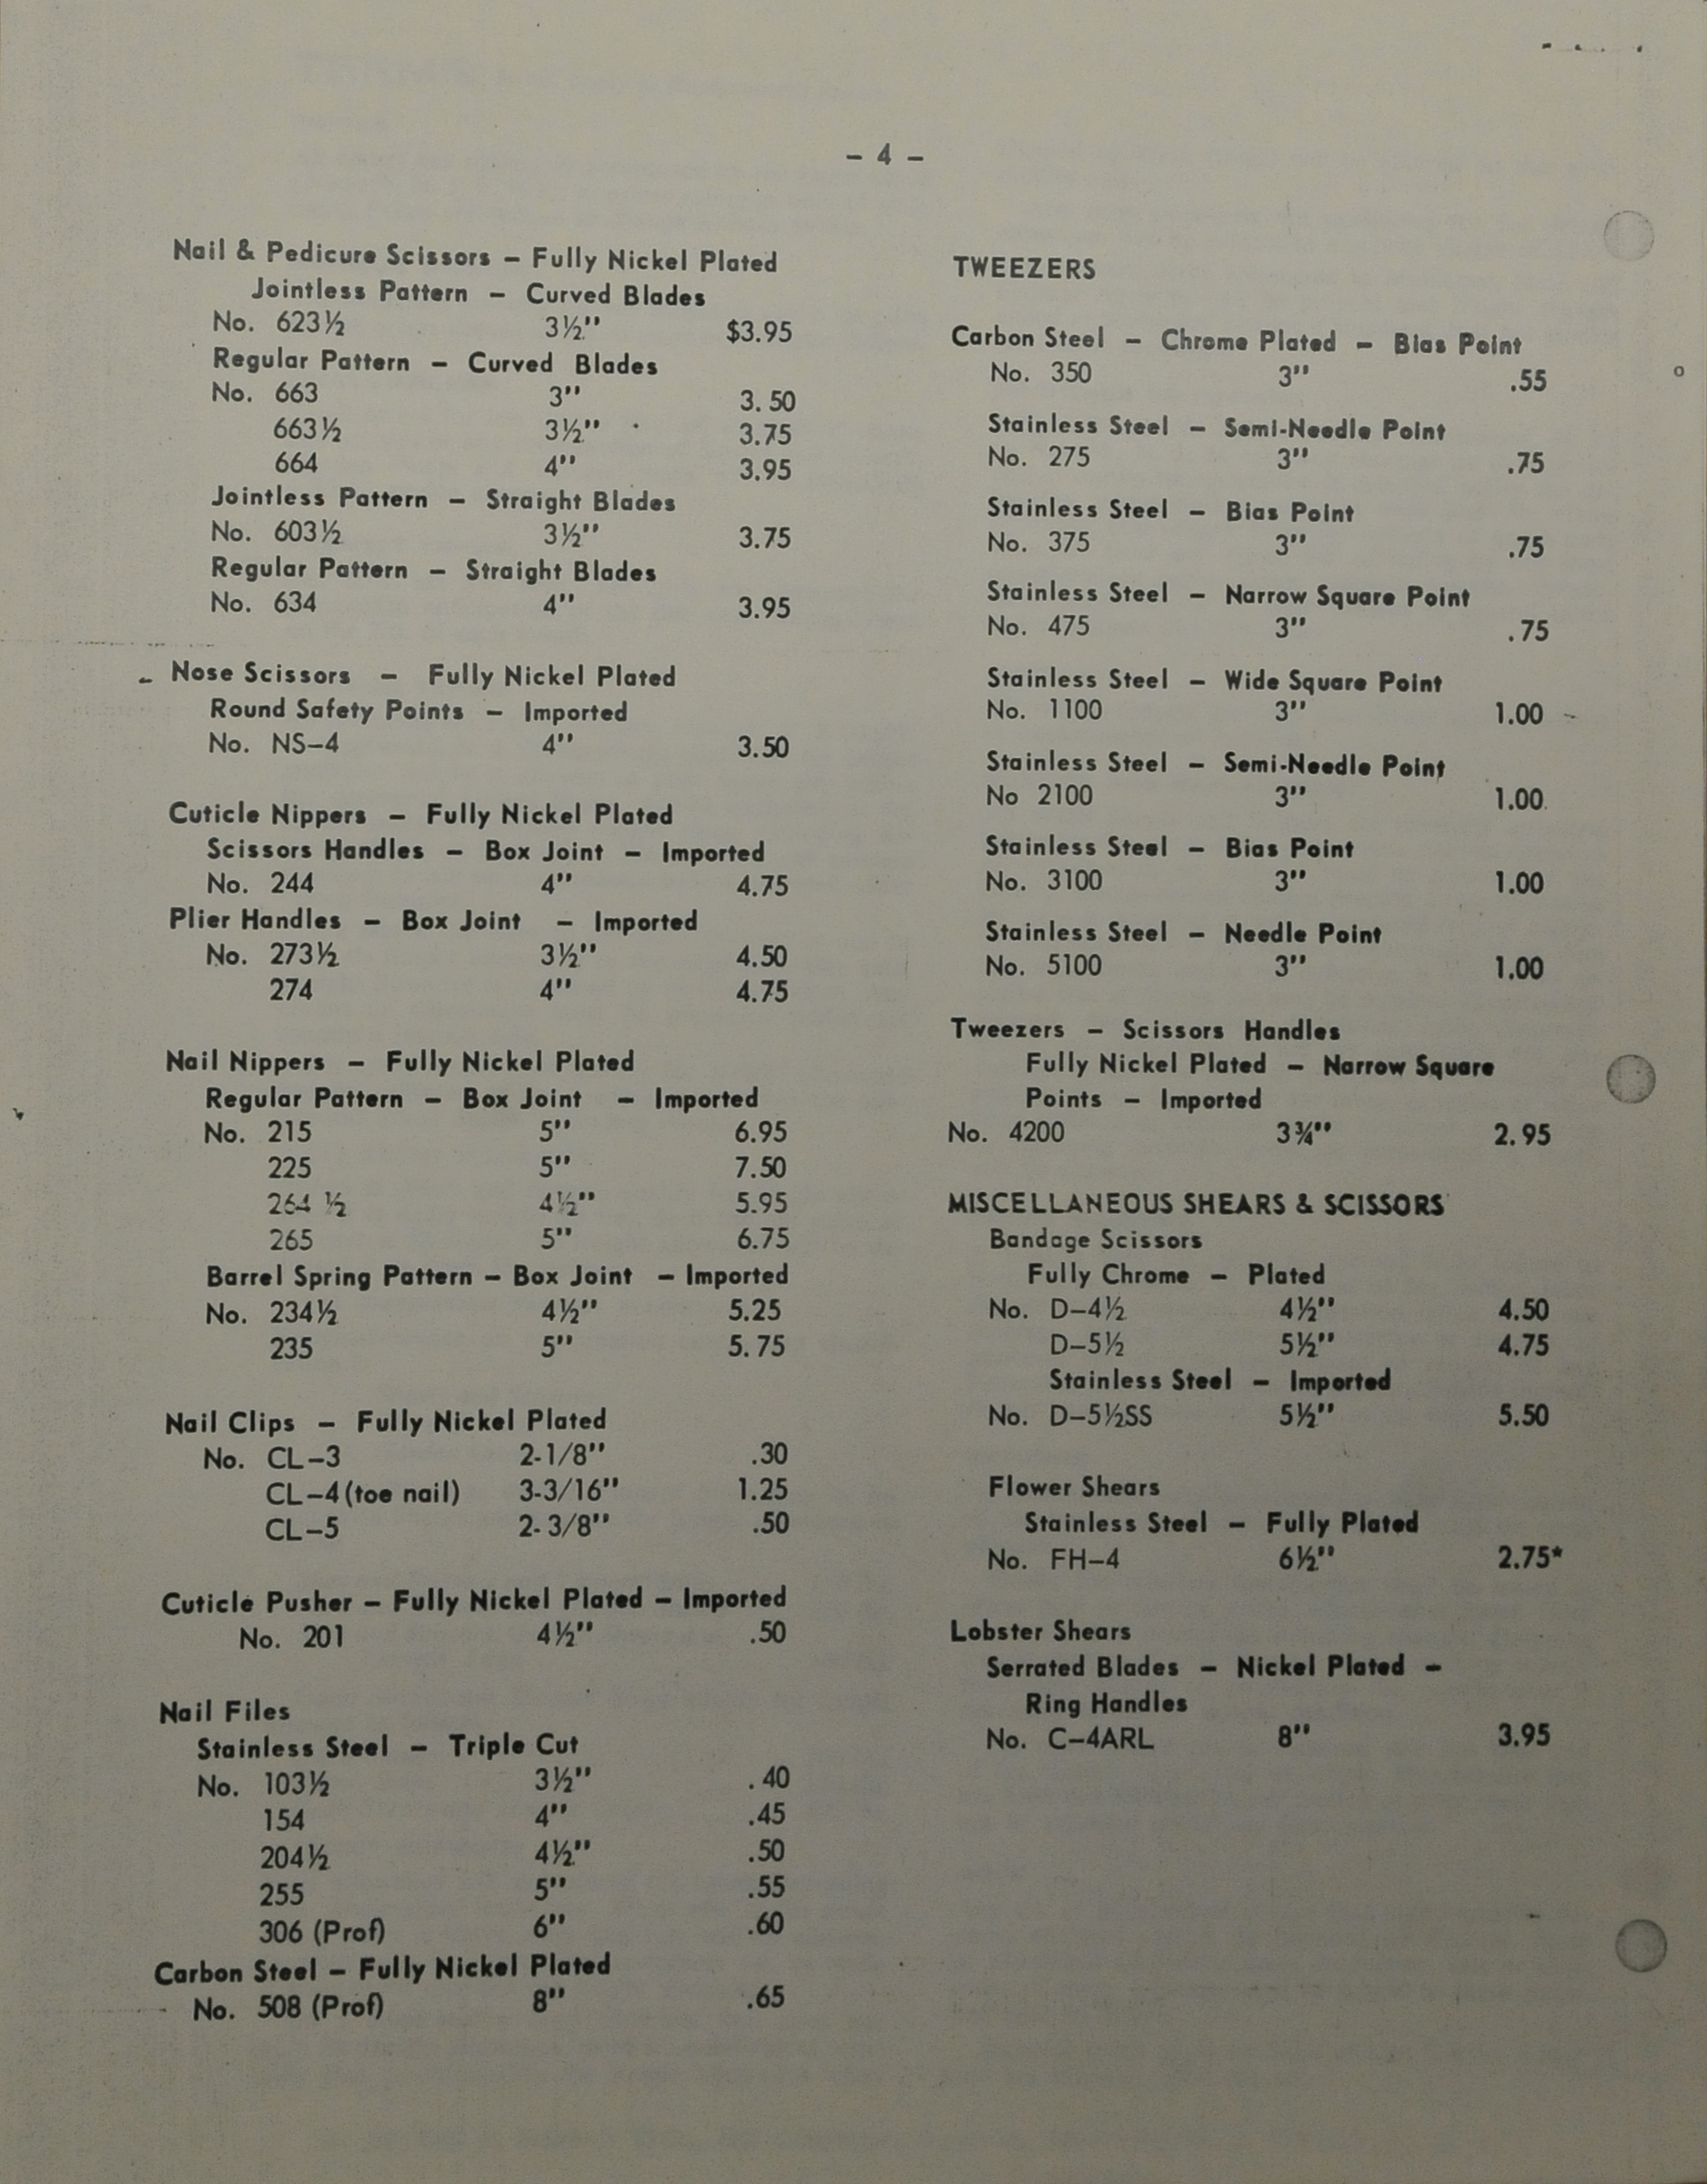 - 4 -
Nail & Pedicure Scissors - Fully Nickel Plated
Jointless Pattern - Curved Blades
No. 623½ 3½" $3.95
Regular Pattern - Curved Blades
No. 663 3" 3.50
663½ 3½" 3.75
664 4" 3.95
Jointless Pattern - Straight Blades
No. 603½ 3½" 3.75
Regular Pattern - Straight Blades
No. 634 4" 3.95
Nose Scissors - Fully Nickel Plated
Round Safety Points - Imported
No. NS-4 4" 3.50
Cuticle Nippers - Fully Nickel Plated
Scissors Handles - Box Joint - Imported
No. 244 4" 4.75
Plier Handles - Box Joint - Imported
No. 273½ 3½" 4.50
274 4" 4.75
Nail Nippers - Fully Nickel Plated
Regular Pattern - Box Joint - Imported
No. 215 5" 6.95
225 5" 7.50
264 ½ 4½" 5.95
265 5" 6.75
Barrel Spring Pattern - Box Joint - Imported
No. 234½ 4½" 5.25
235 5" 5.75
Nail Clips - Fully Nickel Plated
No. CL-3 2-1/8" .30
CL-4 (toe nail) 3-3/16" 1.25
CL-5 2-3/8" .50
Cuticle Pusher - Fully Nickel Plated - Imported
No. 201 4½" .50
Nail Files
Stainless Steel - Triple Cut
No. 103½ 3½" .40
154 4" .45
204½ 4½" .50
255 5" .55
306 (Prof) 6" .60
Carbon Steel - Fully Nickel Plated
No. 508 (Prof) 8" .65
TWEEZERS
Carbon Steel - Chrome Plated - Bias Point
No. 350 3" .55
Stainless Steel - Semi-Needle Point
No. 275 3" .75
Stainless Steel - Bias Point
No. 375 3" .75
Stainless Steel - Narrow Square Point
No. 475 3" .75
Stainless Steel - Wide Square Point
No. 1100 3" 1.00
Stainless Steel - Semi-Needle Point
No 2100 3" 1.00
Stainless Steel - Bias Point
No. 3100 3" 1.00
Stainless Steel - Needle Point
No. 5100 3" 1.00
Tweezers - Scissors Handles
Fully Nickel Plated - Narrow Square
Points - Imported
No. 4200 3¾" 2.95
MISCELLANEOUS SHEARS & SCISSORS
Bandage Scissors
Fully Chrome - Plated
No. D-4½ 4½" 4.50
D-5½ 5½" 4.75
Stainless Steel - Imported
No. D-5½SS 5½" 5.50
Flower Shears
Stainless Steel - Fully Plated
No. FH-4 6½" 2.75*
Lobster Shears
Serrated Blades - Nickel Plated -
Ring Handles
No. C-4ARL 8" 3.95